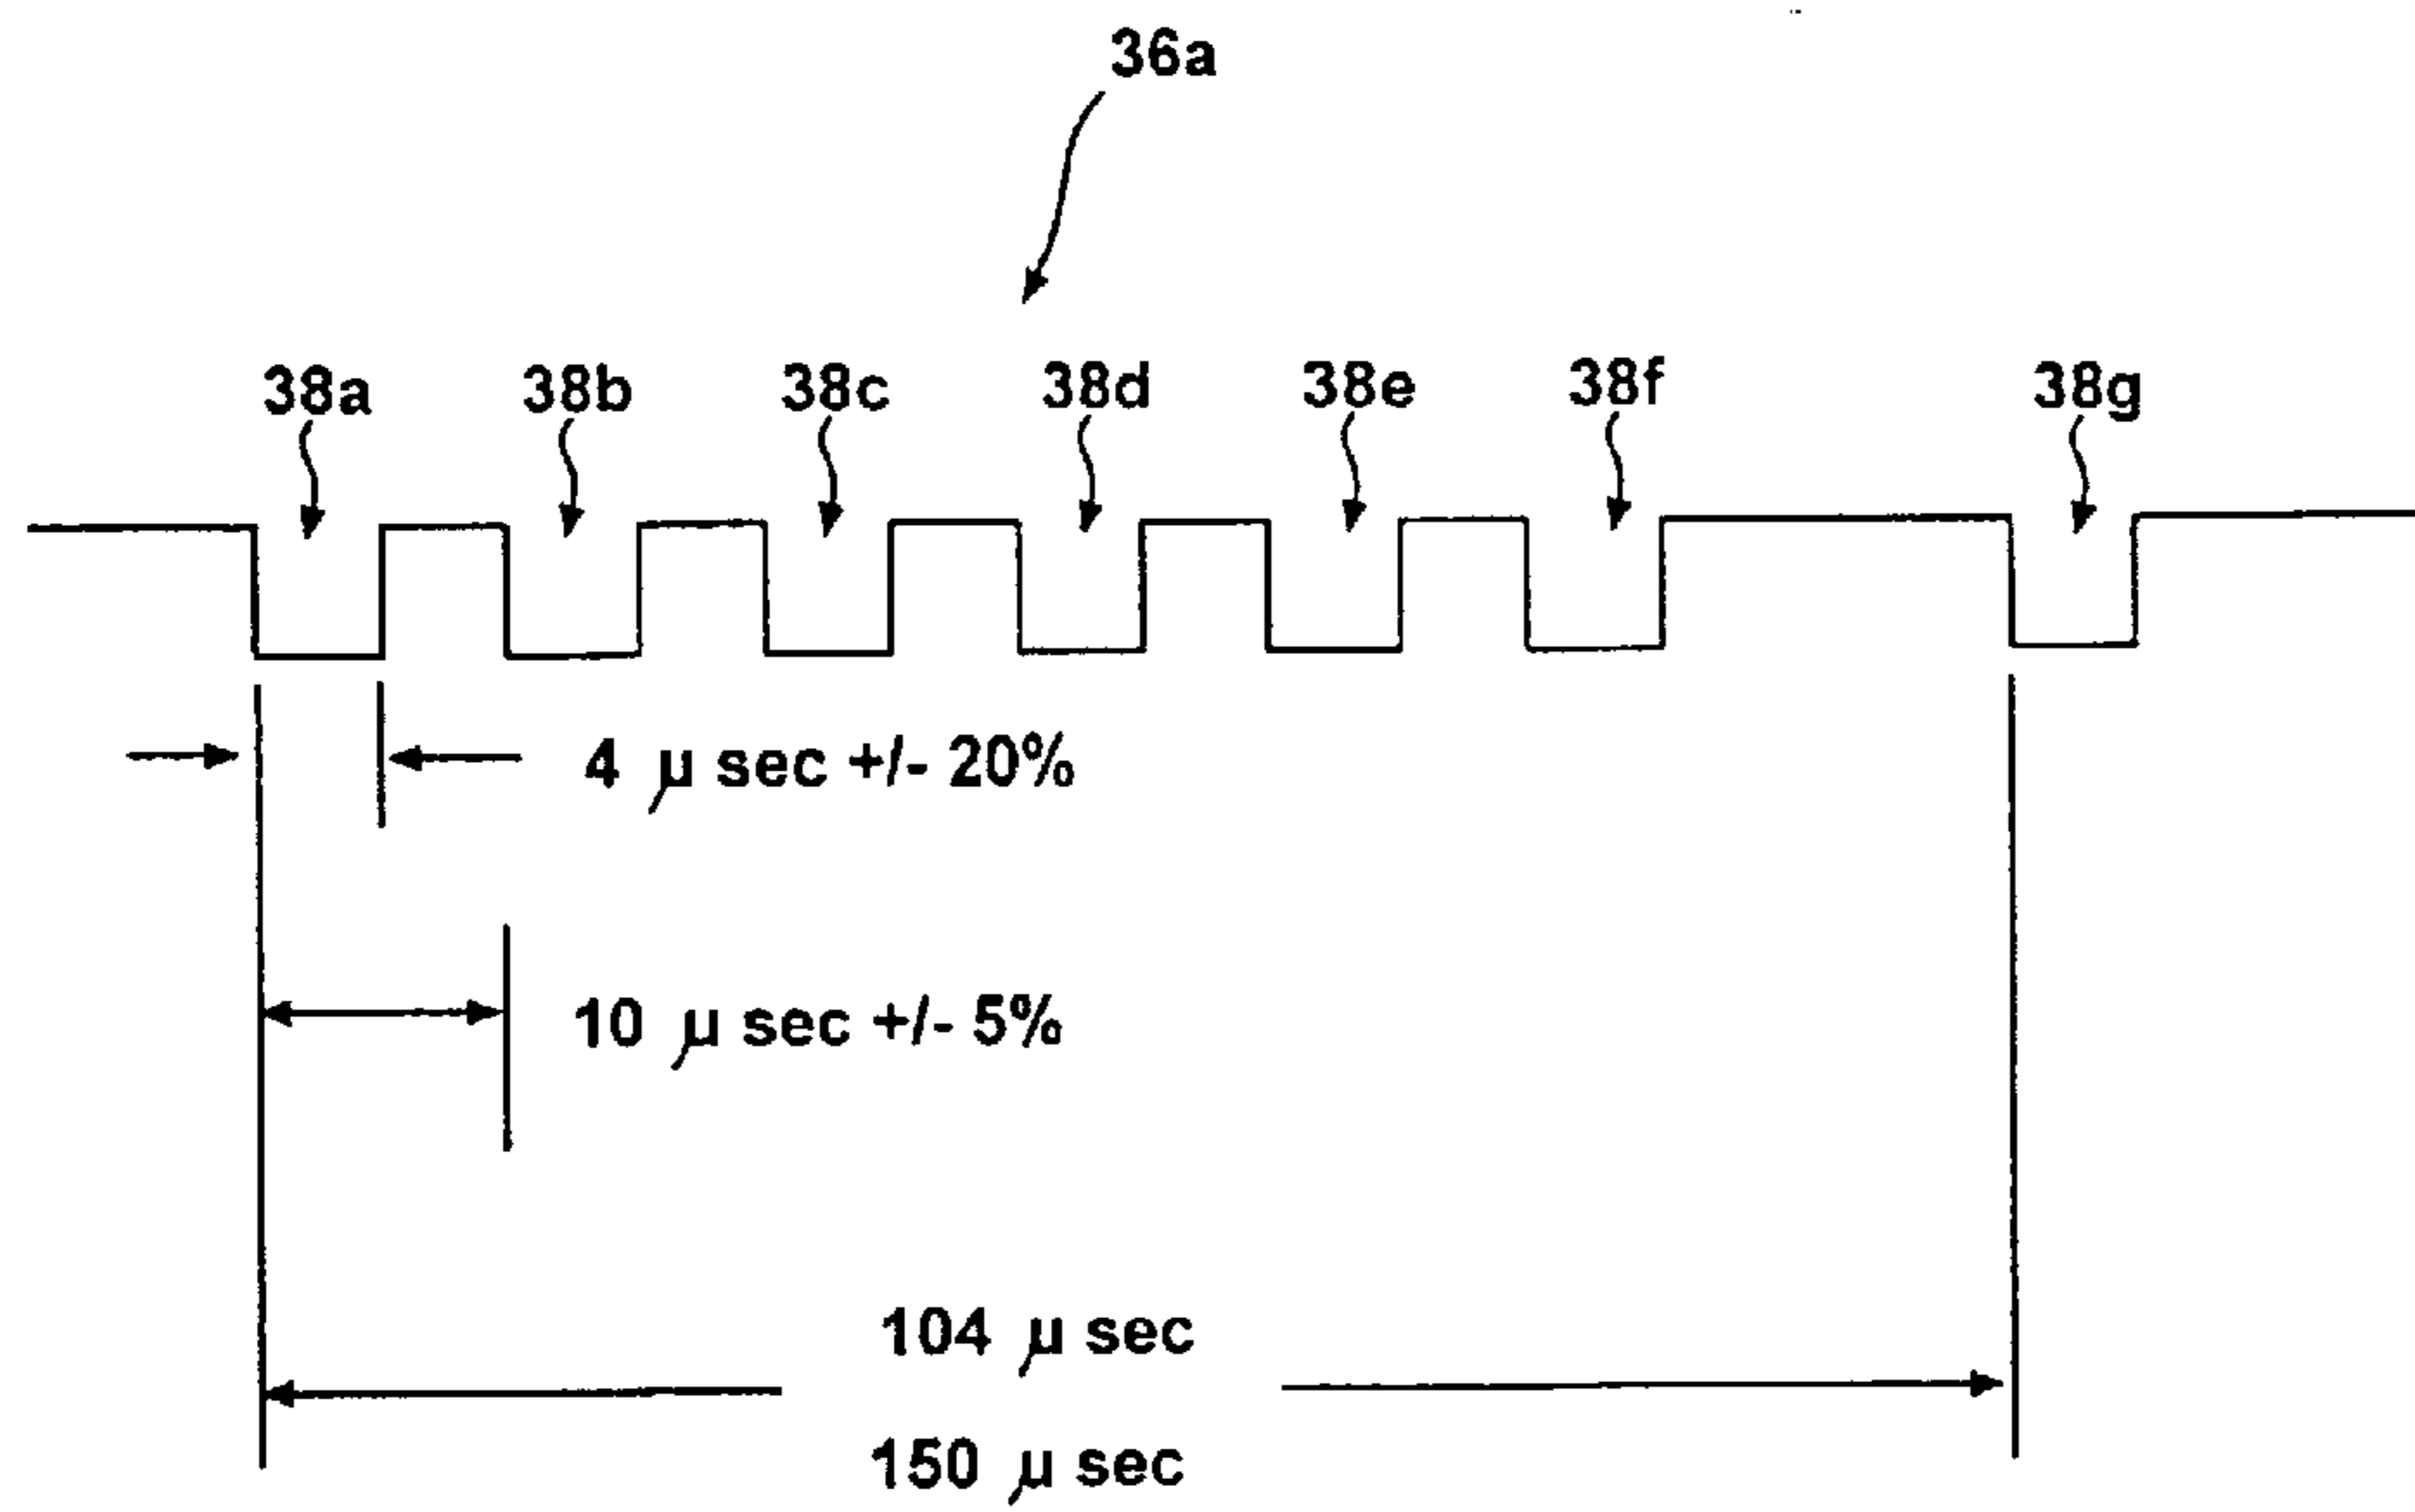 36a
38a 38b 38c 38d 38e 38f 38g
4 µ sec +/- 20%
10 µ sec +/- 5%
104 µ sec
150 µ sec